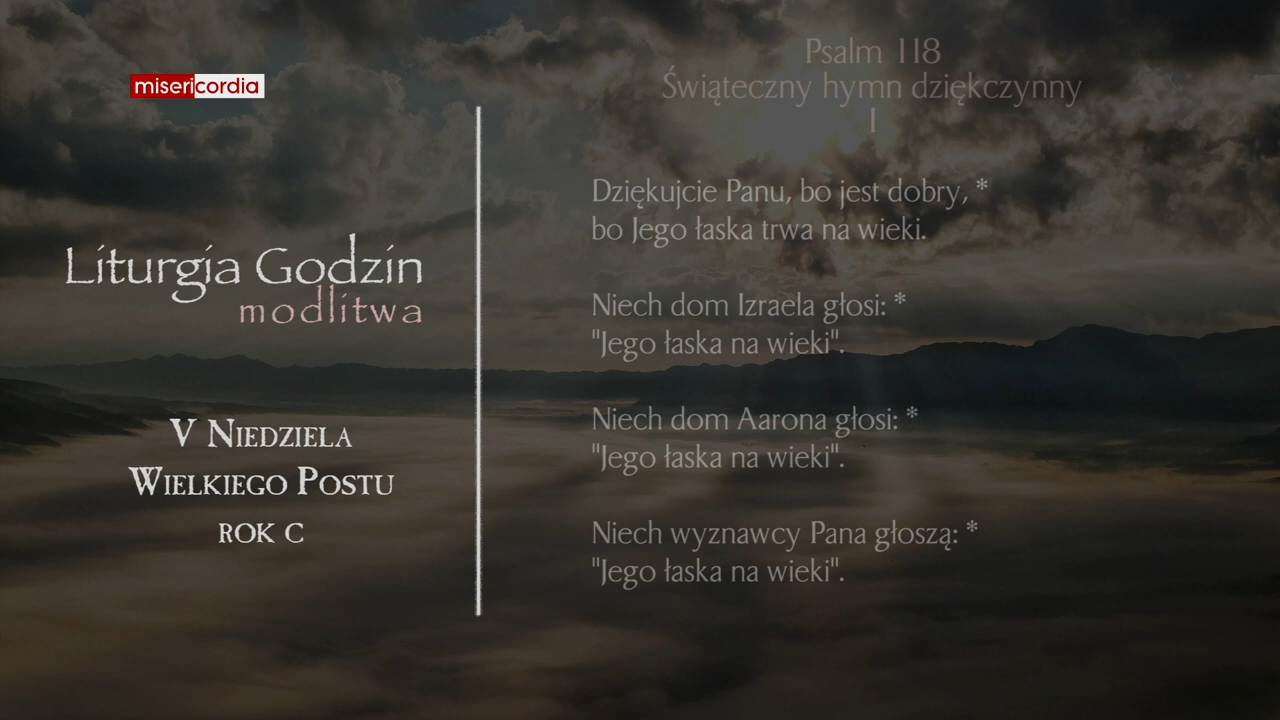 misericordia
Liturgia Godzin
modlitwa
V Niedziela
Wielkiego Postu
rok C
Psalm 118
Świąteczny hymn dziękczynny
I
Dziękujcie Panu, bo jest dobry, *
bo Jego łaska trwa na wieki.
Niech dom Izraela głosi: *
"Jego łaska na wieki".
Niech dom Aarona głosi: *
"Jego łaska na wieki".
Niech wyznawcy Pana głoszą: *
"Jego łaska na wieki".